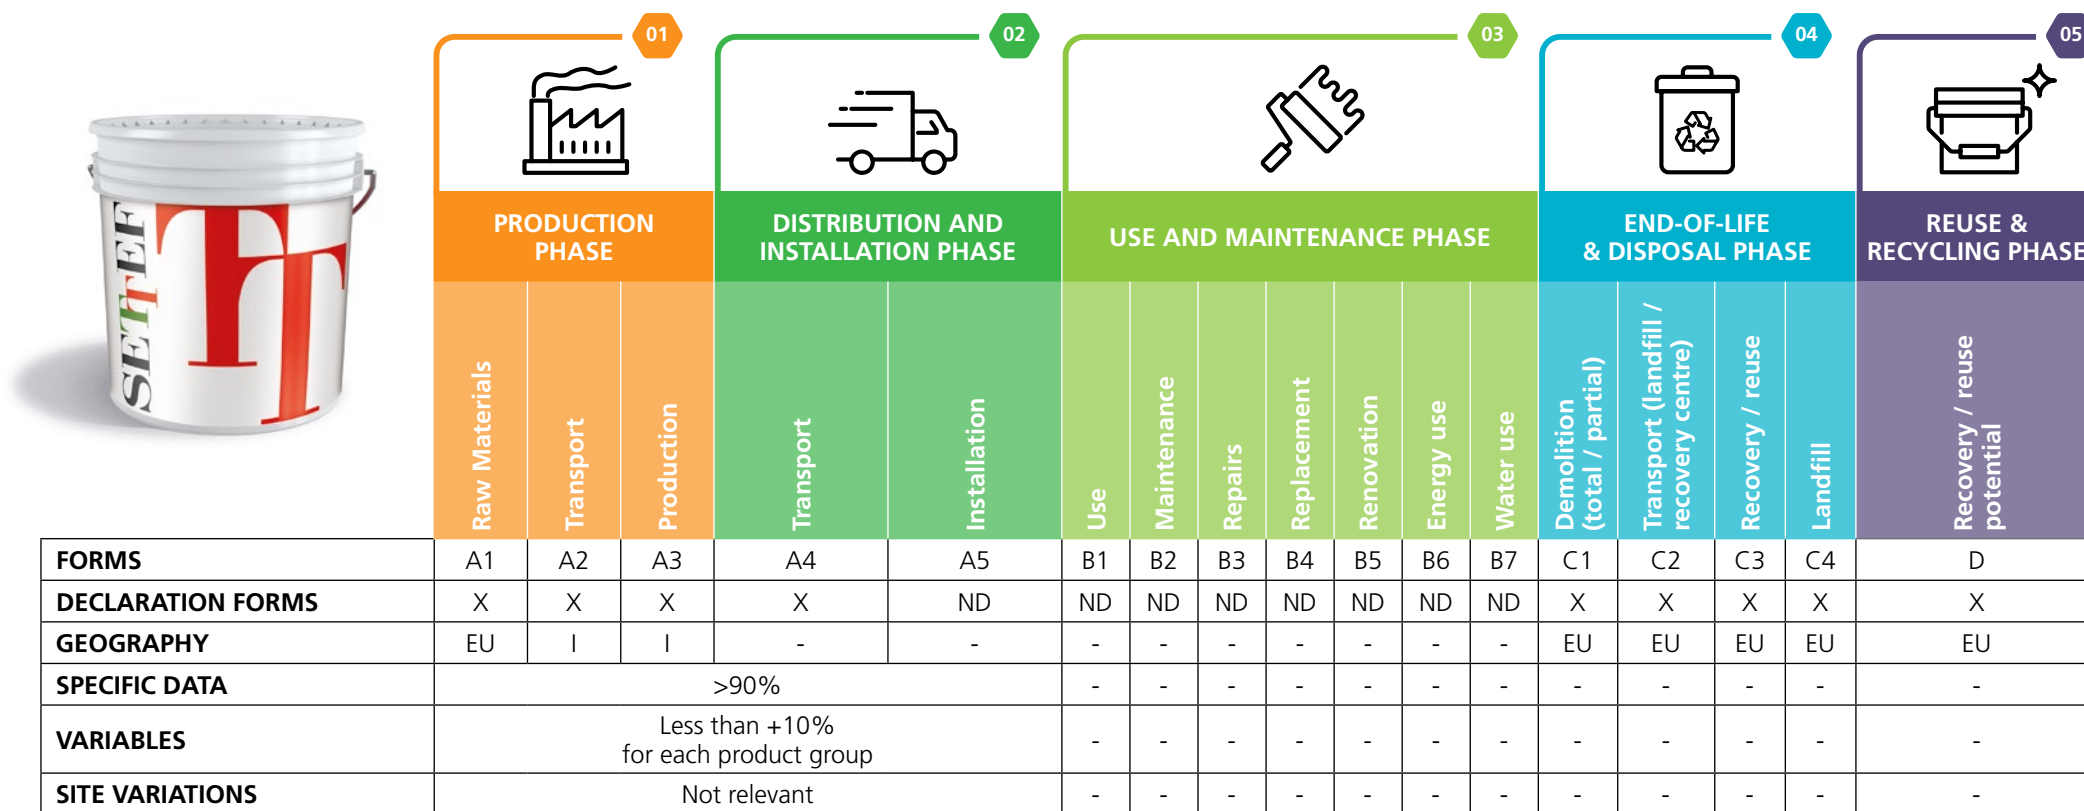 01
02
03
04
05
SETTEF
TT
PRODUCTION
PHASE
DISTRIBUTION AND
INSTALLATION PHASE
USE AND MAINTENANCE PHASE
END-OF-LIFE
& DISPOSAL PHASE
REUSE &
RECYCLING PHASE
Raw Materials
Transport
Production
Transport
Installation
Use
Maintenance
Repairs
Replacement
Renovation
Energy use
Water use
Demolition
(total / partial)
Transport (landfill /
recovery centre)
Recovery / reuse
Landfill
Recovery / reuse
potential
FORMS A1 A2 A3 A4 A5 B1 B2 B3 B4 B5 B6 B7 C1 C2 C3 C4 D
DECLARATION FORMS X X X X ND ND ND ND ND ND ND ND X X X X X
GEOGRAPHY EU I I - - - - - - - - - EU EU EU EU EU
SPECIFIC DATA >90% - - - - - - - - - - - -
VARIABLES Less than +10%
for each product group - - - - - - - - - - - -
SITE VARIATIONS Not relevant - - - - - - - - - - - -